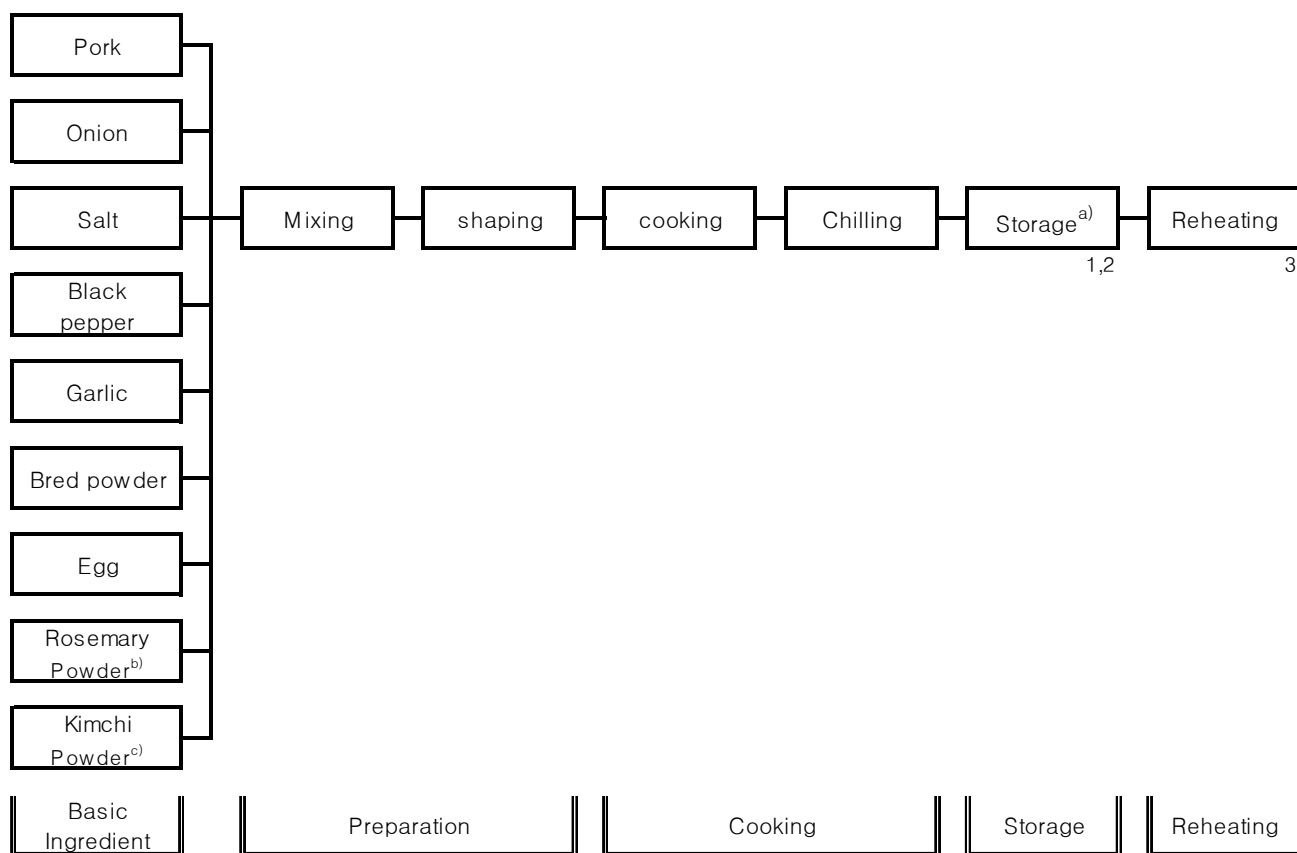 Pork
Onion
Salt
Mixing
shaping
cooking
Chilling
Storage a)
Reheating
1,2
3
Black
pepper
Garlic
Bred powder
Egg
Rosemary
Powder b)
Kimchi
Powder c)
Basic
Ingredient
Preparation
Cooking
Storage
Reheating